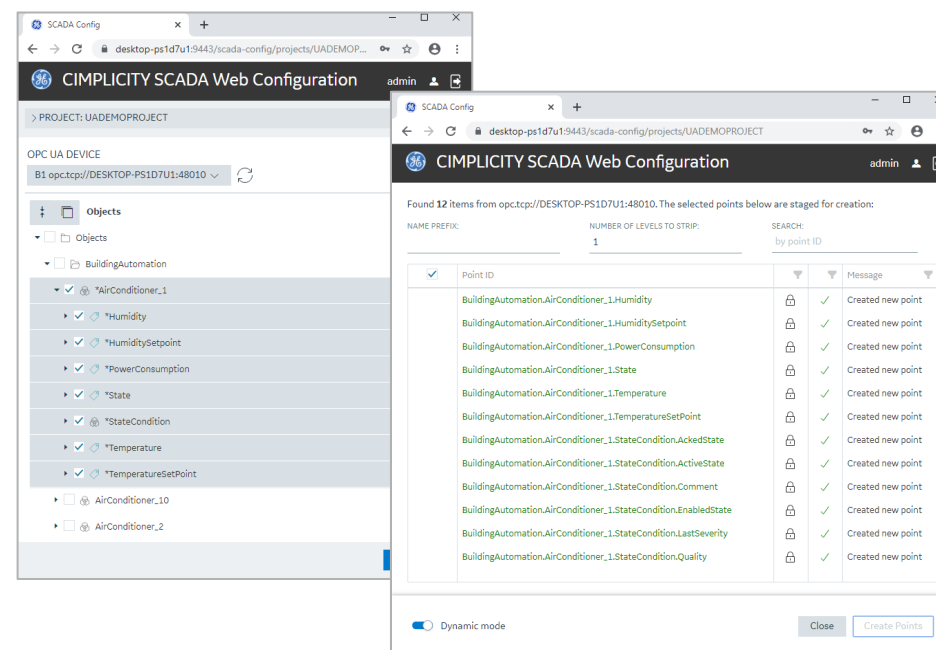 SCADA Config
desktop-ps1d7u1:9443/scada-config/projects/UADEMOP...
CIMPLICITY SCADA Web Configuration
admin
PROJECT: UADEMOPROJECT
OPC UA DEVICE
B1 opc.tcp://DESKTOP-PS1D7U1:48010
Objects
Objects
BuildingAutomation
*AirConditioner_1
*Humidity
*HumiditySetpoint
*PowerConsumption
*State
*StateCondition
*Temperature
*TemperatureSetPoint
AirConditioner_10
AirConditioner_2
SCADA Config
desktop-ps1d7u1:9443/scada-config/projects/UADEMOPROJECT
CIMPLICITY SCADA Web Configuration
admin
Found 12 items from opc.tcp://DESKTOP-PS1D7U1:48010. The selected points below are staged for creation:
NAME PREFIX: NUMBER OF LEVELS TO STRIP: SEARCH:
1 by point ID
Point ID Message
BuildingAutomation.AirConditioner_1.Humidity Created new point
BuildingAutomation.AirConditioner_1.HumiditySetpoint Created new point
BuildingAutomation.AirConditioner_1.PowerConsumption Created new point
BuildingAutomation.AirConditioner_1.State Created new point
BuildingAutomation.AirConditioner_1.Temperature Created new point
BuildingAutomation.AirConditioner_1.TemperatureSetPoint Created new point
BuildingAutomation.AirConditioner_1.StateCondition.AckedState Created new point
BuildingAutomation.AirConditioner_1.StateCondition.ActiveState Created new point
BuildingAutomation.AirConditioner_1.StateCondition.Comment Created new point
BuildingAutomation.AirConditioner_1.StateCondition.EnabledState Created new point
BuildingAutomation.AirConditioner_1.StateCondition.LastSeverity Created new point
BuildingAutomation.AirConditioner_1.StateCondition.Quality Created new point
Dynamic mode Close Create Points